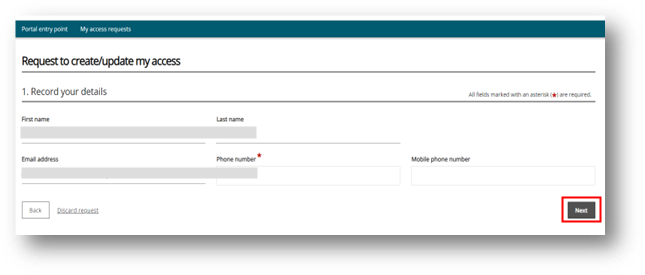 Portal entry point My access requests
Request to create/update my access
1. Record your details
All fields marked with an asterisk (★) are required.
First name Last name
Email address Phone number★ Mobile phone number
Back Discard request Next